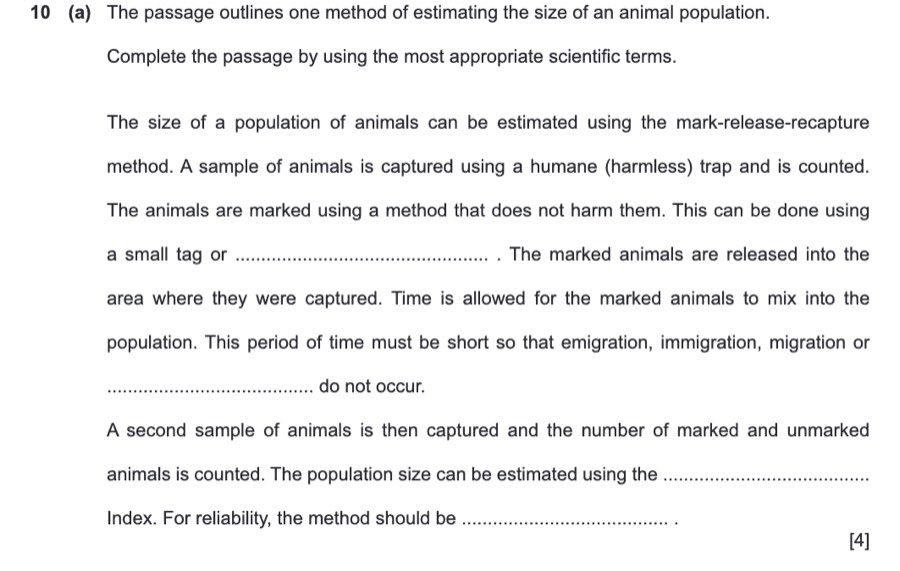 10 (a) The passage outlines one method of estimating the size of an animal population.
Complete the passage by using the most appropriate scientific terms.
The size of a population of animals can be estimated using the mark-release-recapture
method. A sample of animals is captured using a humane (harmless) trap and is counted.
The animals are marked using a method that does not harm them. This can be done using
a small tag or .................................................. . The marked animals are released into the
area where they were captured. Time is allowed for the marked animals to mix into the
population. This period of time must be short so that emigration, immigration, migration or
......................................... do not occur.
A second sample of animals is then captured and the number of marked and unmarked
animals is counted. The population size can be estimated using the .........................................
Index. For reliability, the method should be ......................................... .
[4]